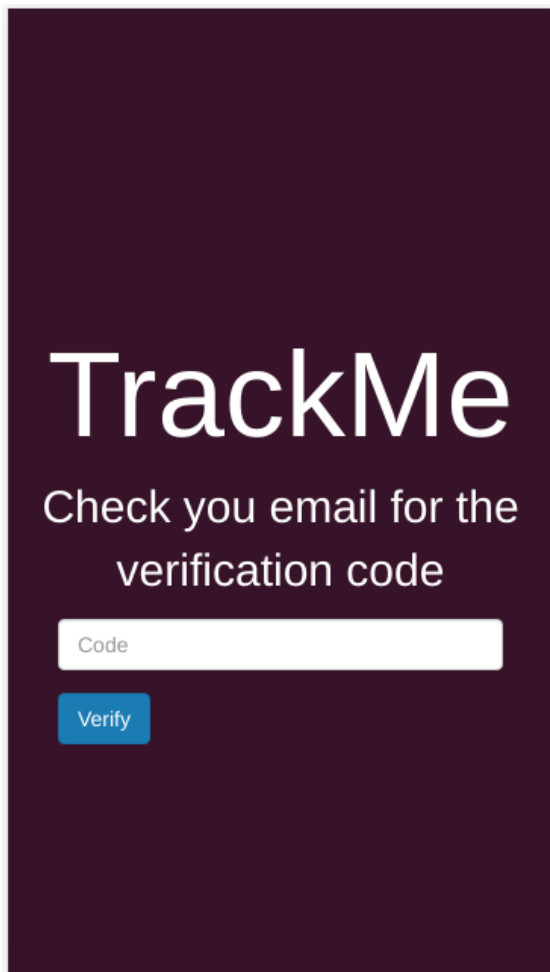 TrackMe
Check you email for the
verification code
Code
Verify